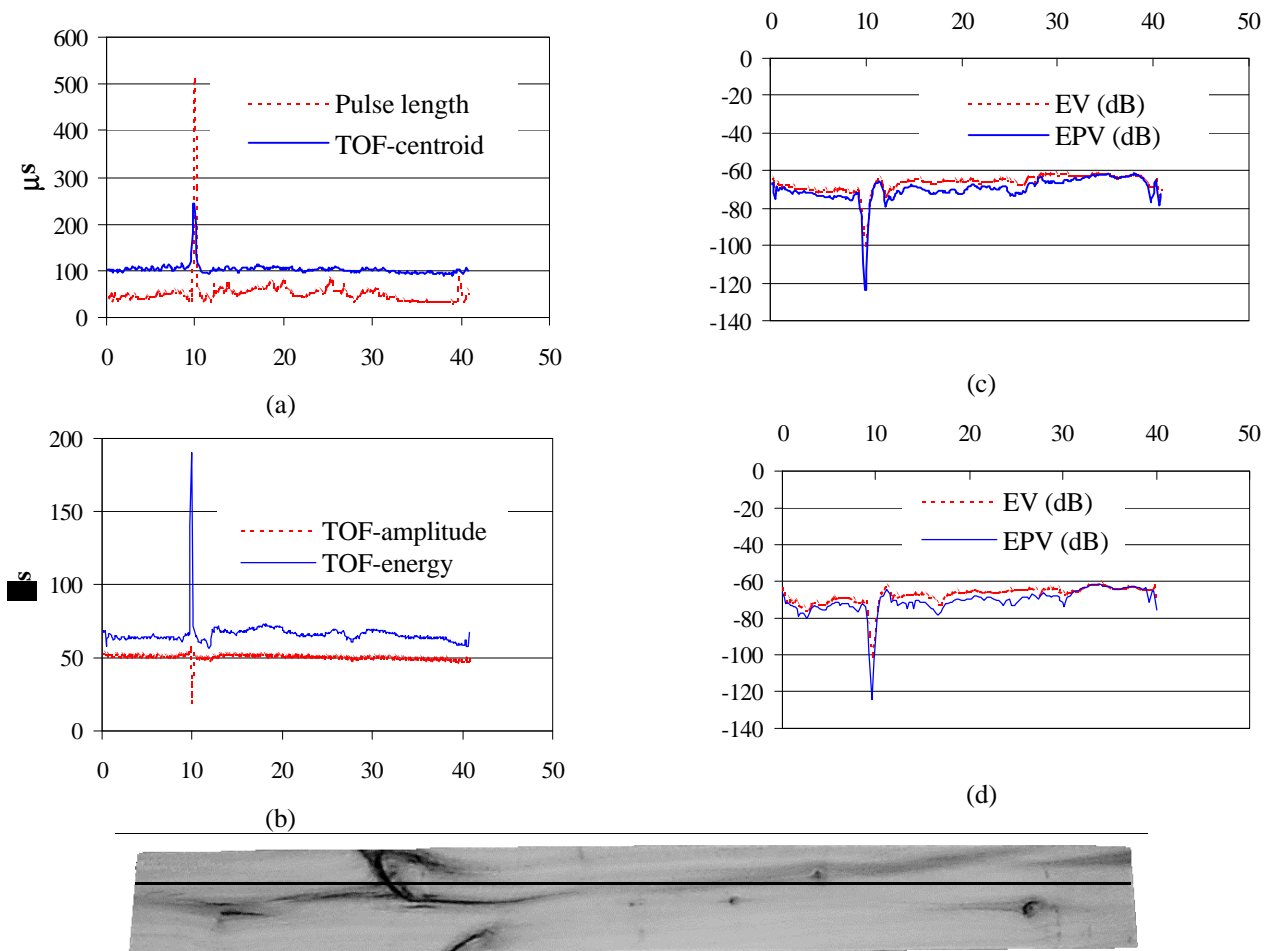 600
500
400
300
200
100
0
μs
Pulse length
TOF-centroid
0 10 20 30 40 50
(a)
0 10 20 30 40 50
0
-20
-40
-60
-80
-100
-120
-140
EV (dB)
EPV (dB)
(c)
200
150
100
50
0
s
TOF-amplitude
TOF-energy
0 10 20 30 40 50
(b)
0 10 20 30 40 50
0
-20
-40
-60
-80
-100
-120
-140
EV (dB)
EPV (dB)
(d)